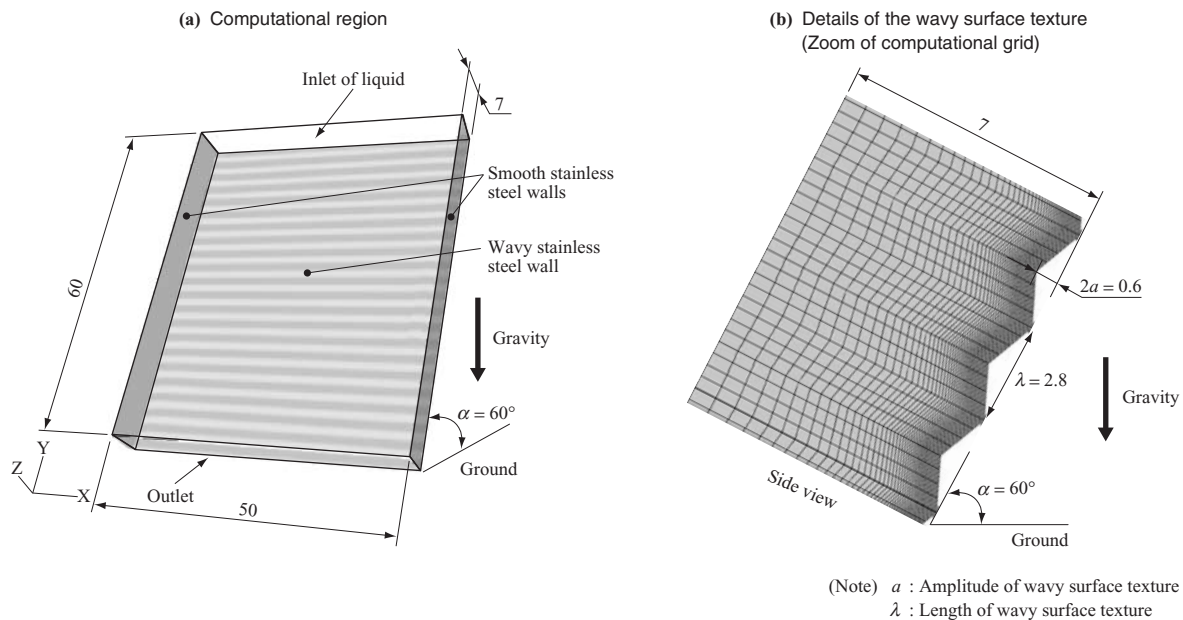 (a) Computational region
Inlet of liquid
7
Smooth stainless
steel walls
Wavy stainless
steel wall
60
Gravity
α = 60°
Ground
Y
Z
X
Outlet
50
(b) Details of the wavy surface texture
(Zoom of computational grid)
7
2a = 0.6
λ = 2.8
Gravity
Side view
α = 60°
Ground
(Note) a : Amplitude of wavy surface texture
λ : Length of wavy surface texture